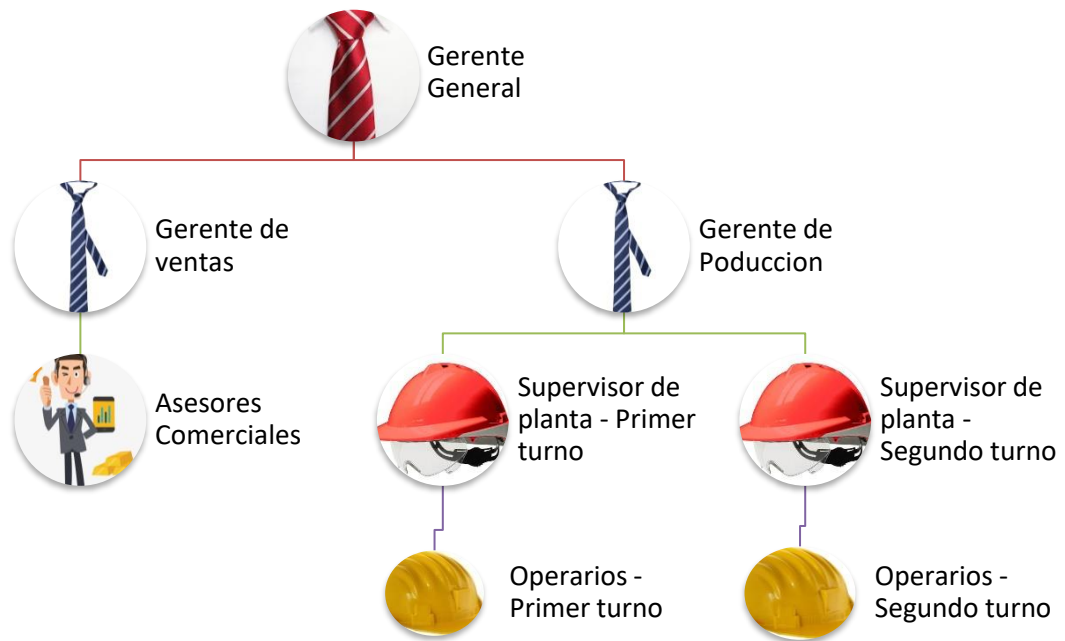 Gerente
General
Gerente de
ventas
Gerente de
Poduccion
Asesores
Comerciales
Supervisor de
planta - Primer
turno
Supervisor de
planta -
Segundo turno
Operarios -
Primer turno
Operarios -
Segundo turno